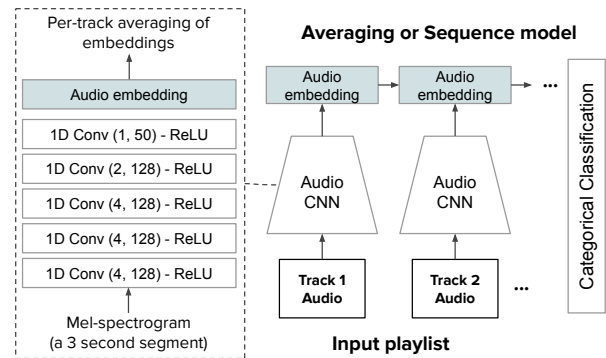 Per-track averaging of
embeddings
Audio embedding
1D Conv (1, 50) - ReLU
1D Conv (2, 128) - ReLU
1D Conv (4, 128) - ReLU
1D Conv (4, 128) - ReLU
1D Conv (4, 128) - ReLU
Mel-spectrogram
(a 3 second segment)
Averaging or Sequence model
Audio
embedding
Audio
embedding
...
Audio
CNN
Audio
CNN
Track 1
Audio
Track 2
Audio
...
Input playlist
Categorical Classification